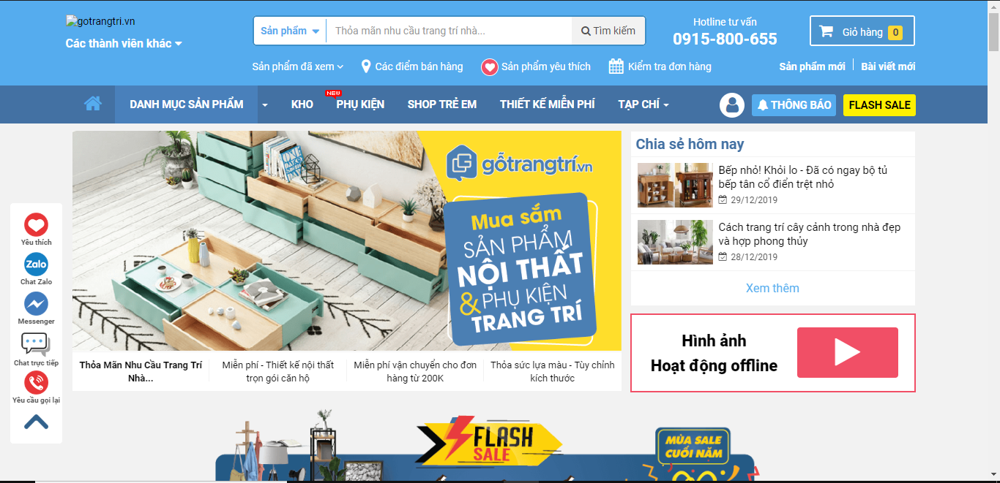 gotrangtri.vn
Các thành viên khác
Sản phẩm
Thỏa mãn nhu cầu trang trí nhà...
Tìm kiếm
Hotline tư vấn
0915-800-655
Giỏ hàng 0
Sản phẩm đã xem
Các điểm bán hàng
Sản phẩm yêu thích
Kiểm tra đơn hàng
Sản phẩm mới
Bài viết mới
DANH MỤC SẢN PHẨM
KHO
NEW
PHỤ KIỆN
SHOP TRẺ EM
THIẾT KẾ MIỄN PHÍ
TẠP CHÍ
THÔNG BÁO
FLASH SALE
gỗtrangtrí.vn
Mua sắm
SẢN PHẨM
NỘI THẤT
& PHỤ KIỆN
TRANG TRÍ
Thỏa Mãn Nhu Cầu Trang Trí
Nhà...
Miễn phí - Thiết kế nội thất
trọn gói căn hộ
Miễn phí vận chuyển cho đơn
hàng từ 200K
Thỏa sức lựa màu - Tùy chỉnh
kích thước
Chia sẻ hôm nay
Bếp nhỏ! Khỏi lo - Đã có ngay bộ tủ
bếp tân cổ điển trệt nhỏ
29/12/2019
Cách trang trí cây cảnh trong nhà đẹp
và hợp phong thủy
28/12/2019
Xem thêm
Hình ảnh
Hoạt động offline
Yêu thích
Zalo
Chat Zalo
Messenger
Chat trực tiếp
Yêu cầu gọi lại
FLASH
SALE
MÙA SALE
CUỐI NĂM